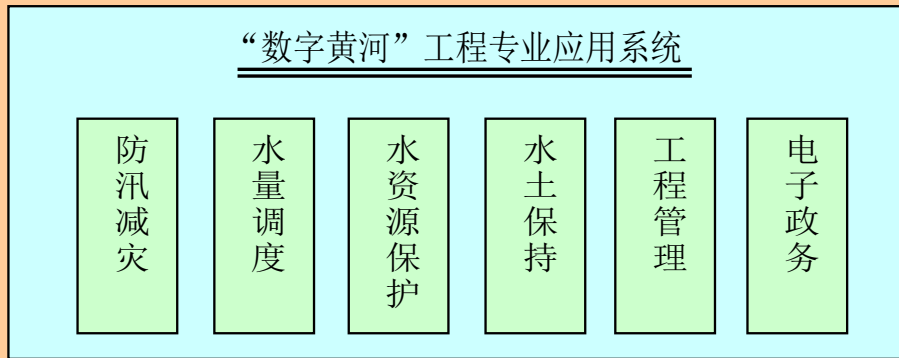 “数字黄河”工程专业应用系统
防汛减灾
水量调度
水资源保护
水土保持
工程管理
电子政务